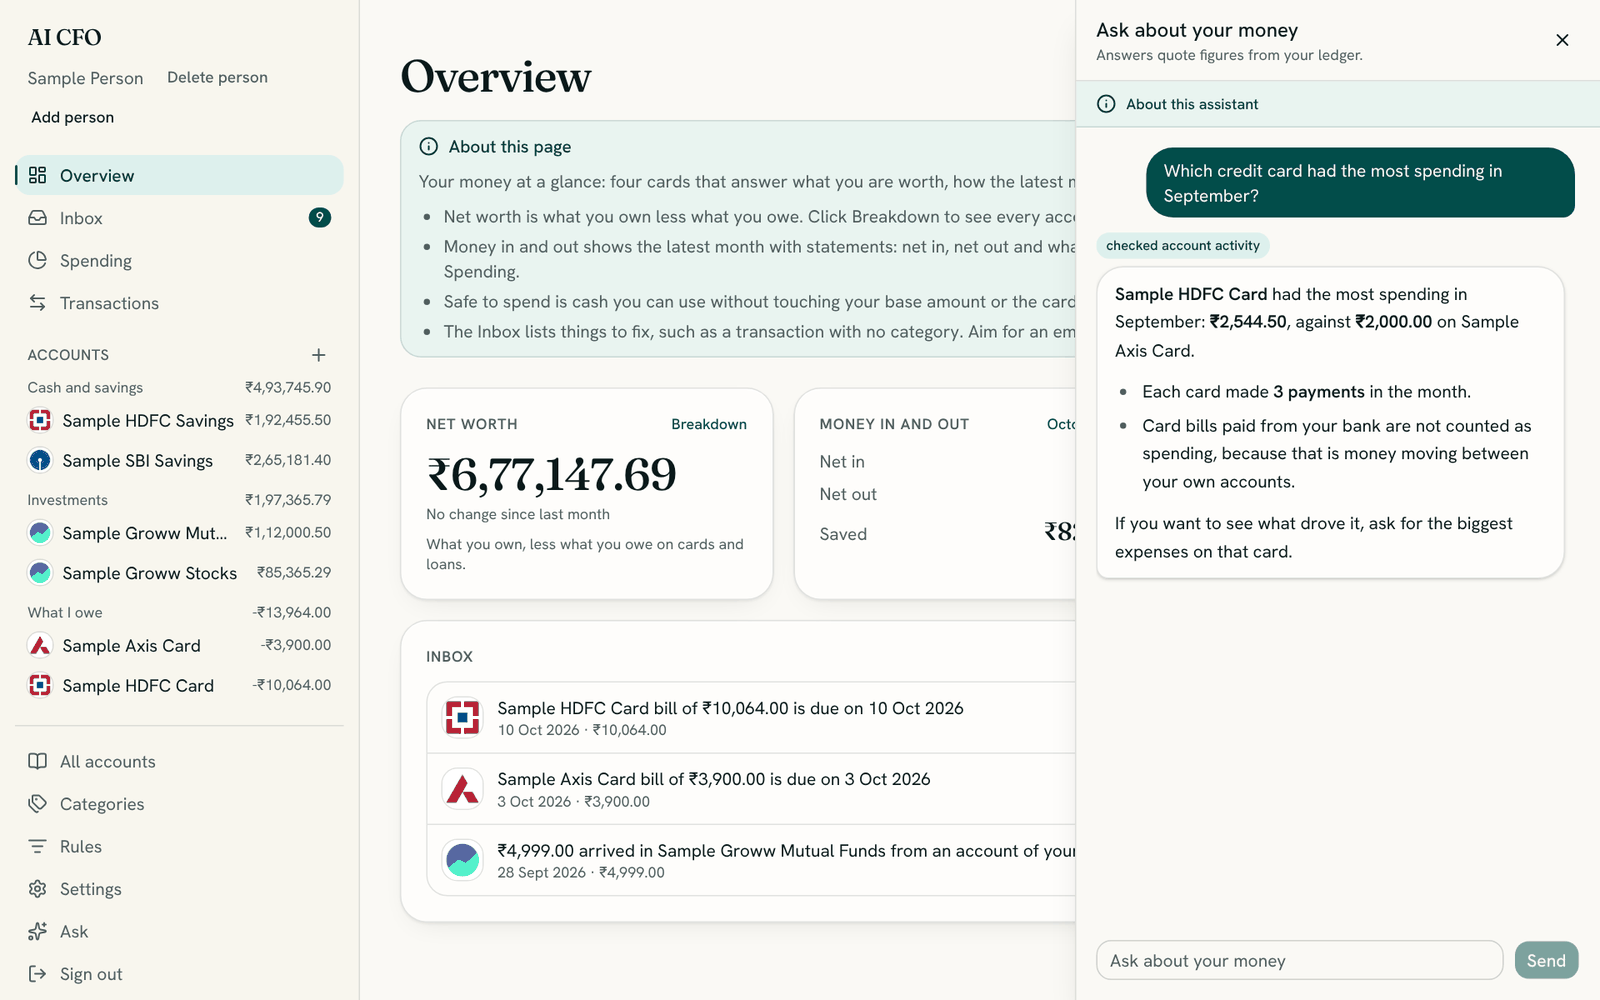 AI CFO
Sample Person
Delete person
Add person
Overview
Inbox
9
Spending
Transactions
ACCOUNTS
Cash and savings
₹4,93,745.90
Sample HDFC Savings
₹1,92,455.50
Sample SBI Savings
₹2,65,181.40
Investments
₹1,97,365.79
Sample Groww Mut...
₹1,12,000.50
Sample Groww Stocks
₹85,365.29
What I owe
-₹13,964.00
Sample Axis Card
-₹3,900.00
Sample HDFC Card
-₹10,064.00
All accounts
Categories
Rules
Settings
Ask
Sign out
Overview
About this page
Your money at a glance: four cards that answer what you are worth, how the latest m
Net worth is what you own less what you owe. Click Breakdown to see every acc
Money in and out shows the latest month with statements: net in, net out and wha
Spending.
Safe to spend is cash you can use without touching your base amount or the card
The Inbox lists things to fix, such as a transaction with no category. Aim for an em
NET WORTH
Breakdown
₹6,77,147.69
No change since last month
What you own, less what you owe on cards and
loans.
MONEY IN AND OUT
Octo
Net in
Net out
Saved
₹8
INBOX
Sample HDFC Card bill of ₹10,064.00 is due on 10 Oct 2026
10 Oct 2026 · ₹10,064.00
Sample Axis Card bill of ₹3,900.00 is due on 3 Oct 2026
3 Oct 2026 · ₹3,900.00
₹4,999.00 arrived in Sample Groww Mutual Funds from an account of your
28 Sept 2026 · ₹4,999.00
Ask about your money
Answers quote figures from your ledger.
About this assistant
Which credit card had the most spending in
September?
checked account activity
Sample HDFC Card had the most spending in
September: ₹2,544.50, against ₹2,000.00 on Sample
Axis Card.
Each card made 3 payments in the month.
Card bills paid from your bank are not counted as
spending, because that is money moving between
your own accounts.
If you want to see what drove it, ask for the biggest
expenses on that card.
Ask about your money
Send